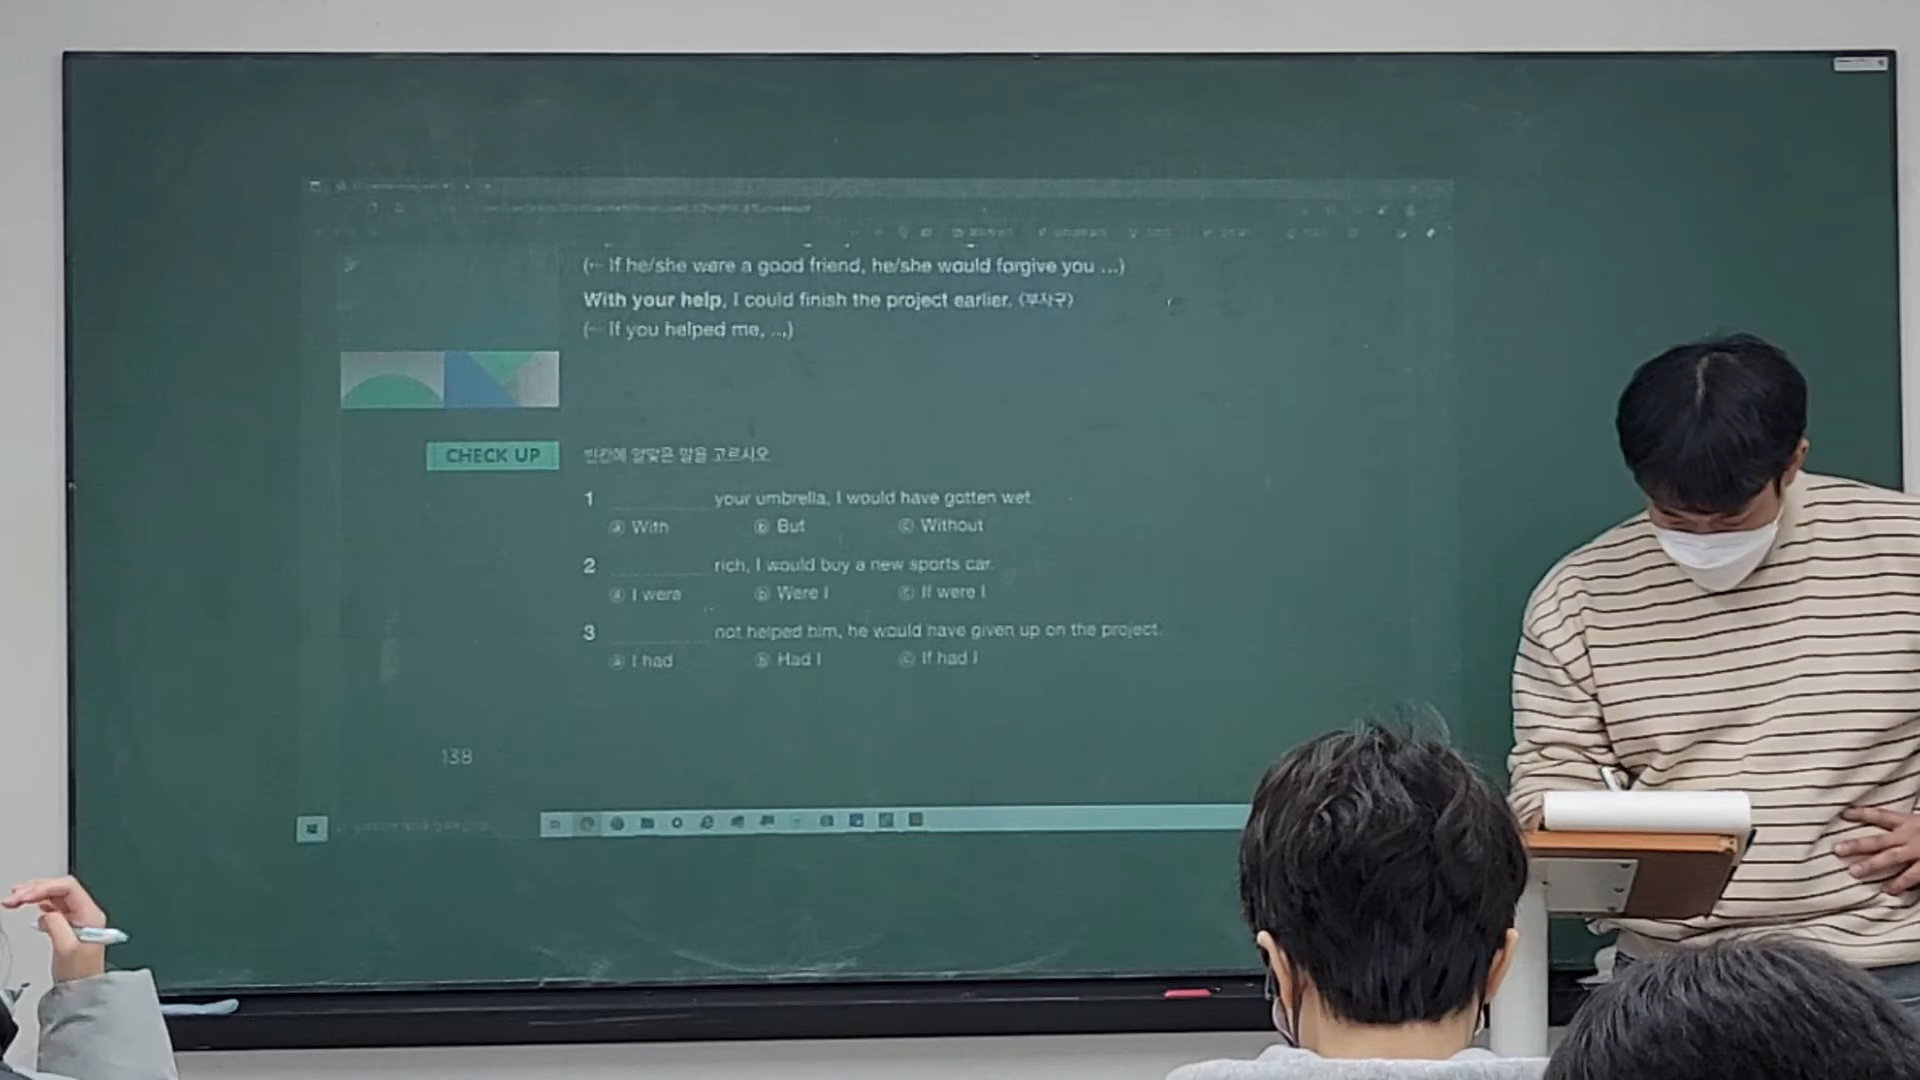 (← If he/she were a good friend, he/she would forgive you ...)
With your help, I could finish the project earlier. (부사구)
(← If you helped me, ...)
CHECK UP 빈칸에 알맞은 말을 고르시오
1 your umbrella, I would have gotten wet.
ⓐ With ⓑ But ⓒ Without
2 rich, I would buy a new sports car.
ⓐ I were ⓑ Were I ⓒ If were I
3 not helped him, he would have given up on the project.
ⓐ I had ⓑ Had I ⓒ If had I
138